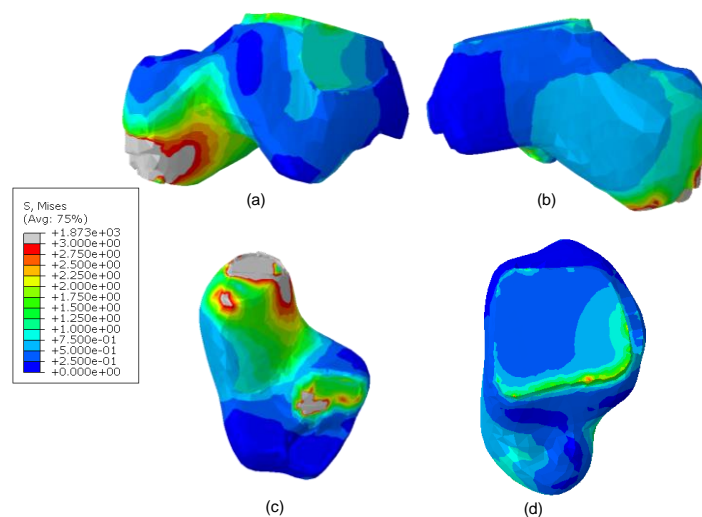 (a)
(b)
S, Mises
(Avg: 75%)
+1.873e+03
+3.000e+00
+2.750e+00
+2.500e+00
+2.250e+00
+2.000e+00
+1.750e+00
+1.500e+00
+1.250e+00
+1.000e+00
+7.500e-01
+5.000e-01
+2.500e-01
+0.000e+00
(c)
(d)